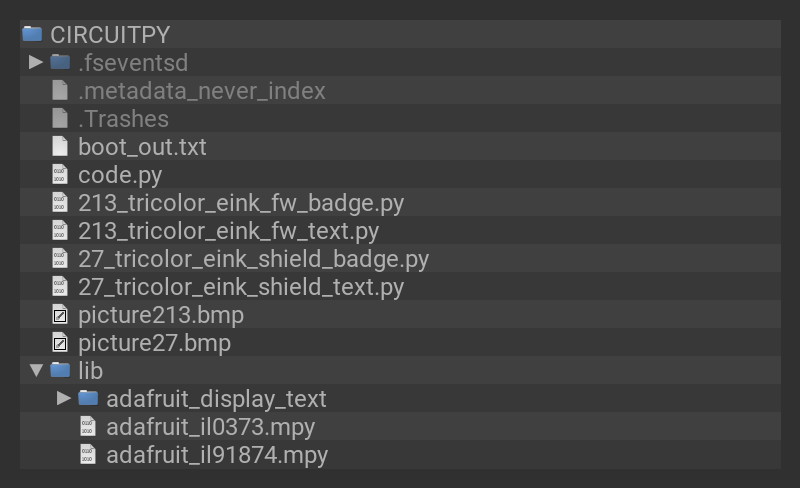 CIRCUITPY
.fseventsd
.metadata_never_index
.Trashes
boot_out.txt
code.py
213_tricolor_eink_fw_badge.py
213_tricolor_eink_fw_text.py
27_tricolor_eink_shield_badge.py
27_tricolor_eink_shield_text.py
picture213.bmp
picture27.bmp
lib
adafruit_display_text
adafruit_il0373.mpy
adafruit_il91874.mpy